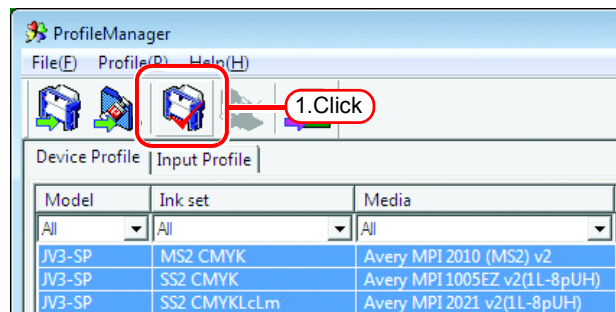 ProfileManager
File(F) Profile(P) Help(H)
1.Click
Device Profile Input Profile
Model Ink set Media
All All All
JV3-SP MS2 CMYK Avery MPI 2010 (MS2) v2
JV3-SP SS2 CMYK Avery MPI 1005EZ v2(1L-8pUH)
JV3-SP SS2 CMYKLcLm Avery MPI 2021 v2(1L-8pUH)